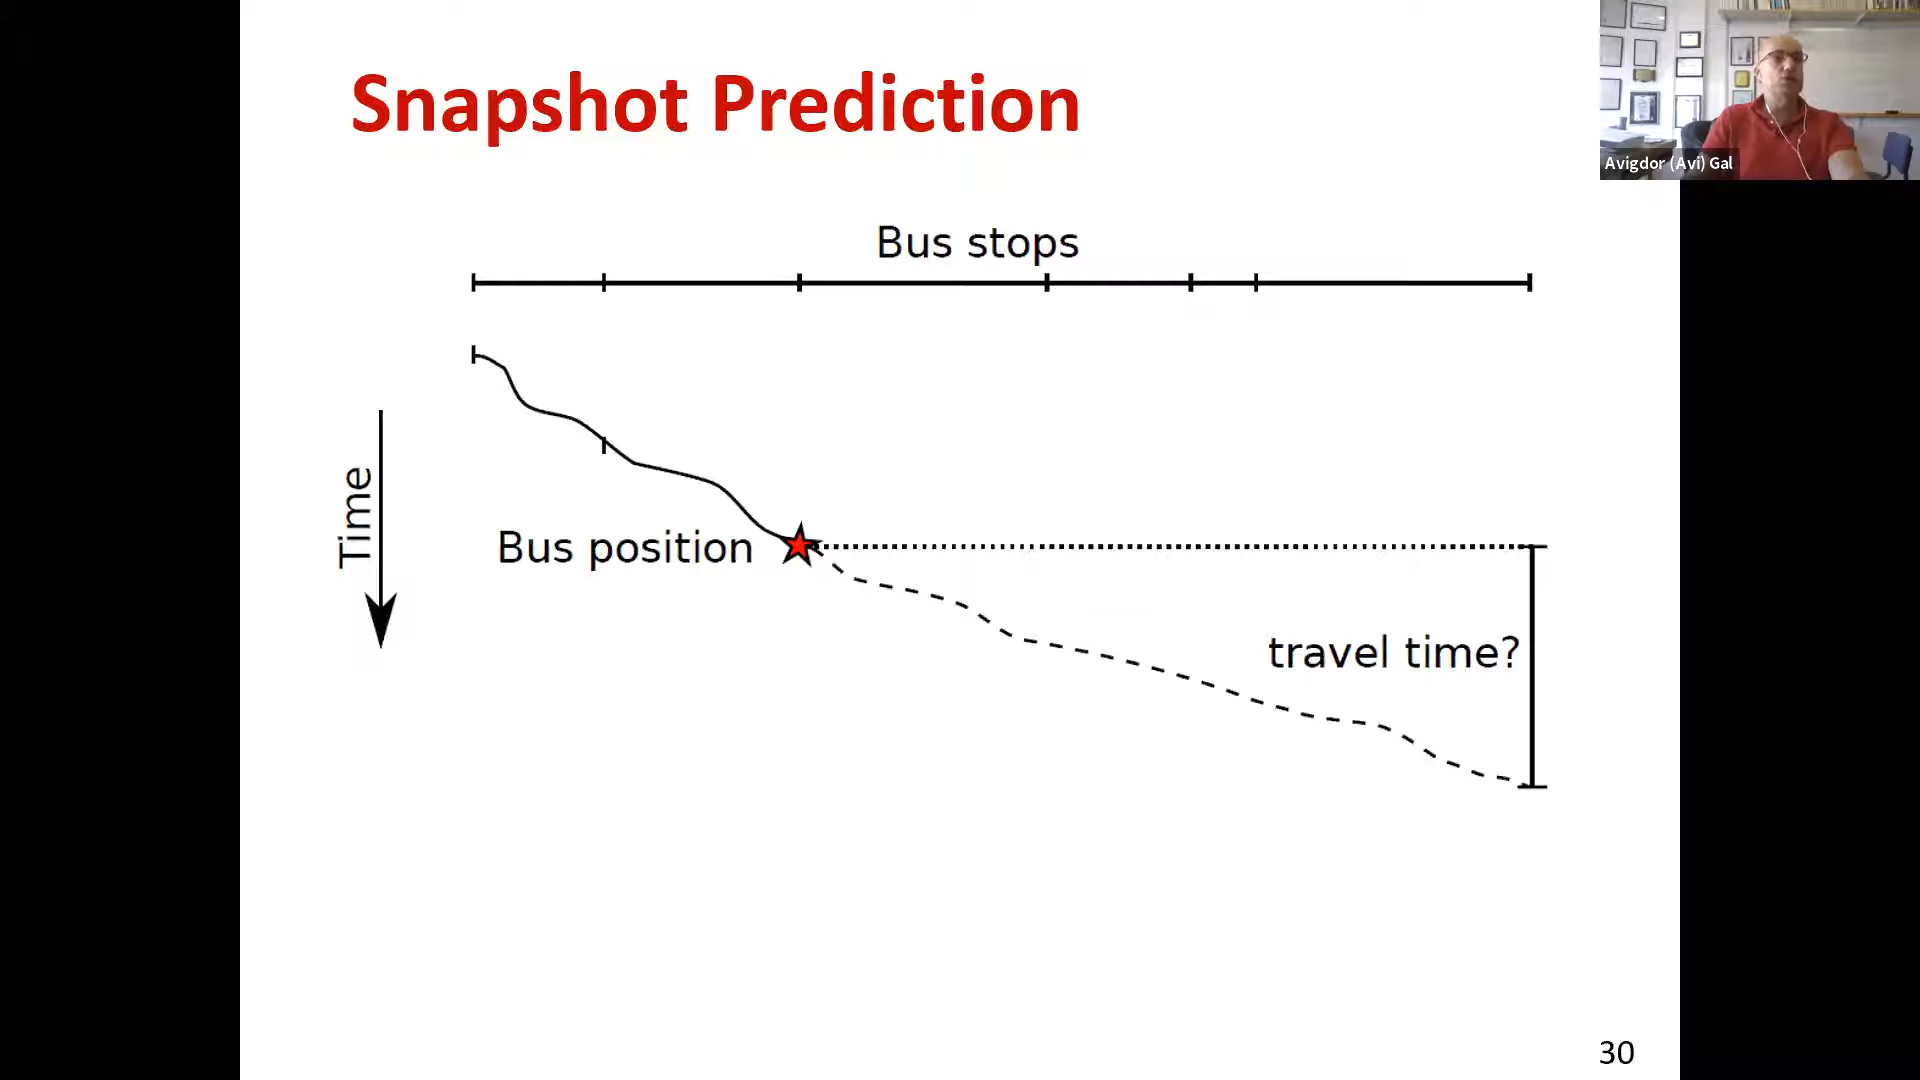 Snapshot Prediction
Avigdor (Avi) Gal
Bus stops
Time
Bus position
travel time?
30